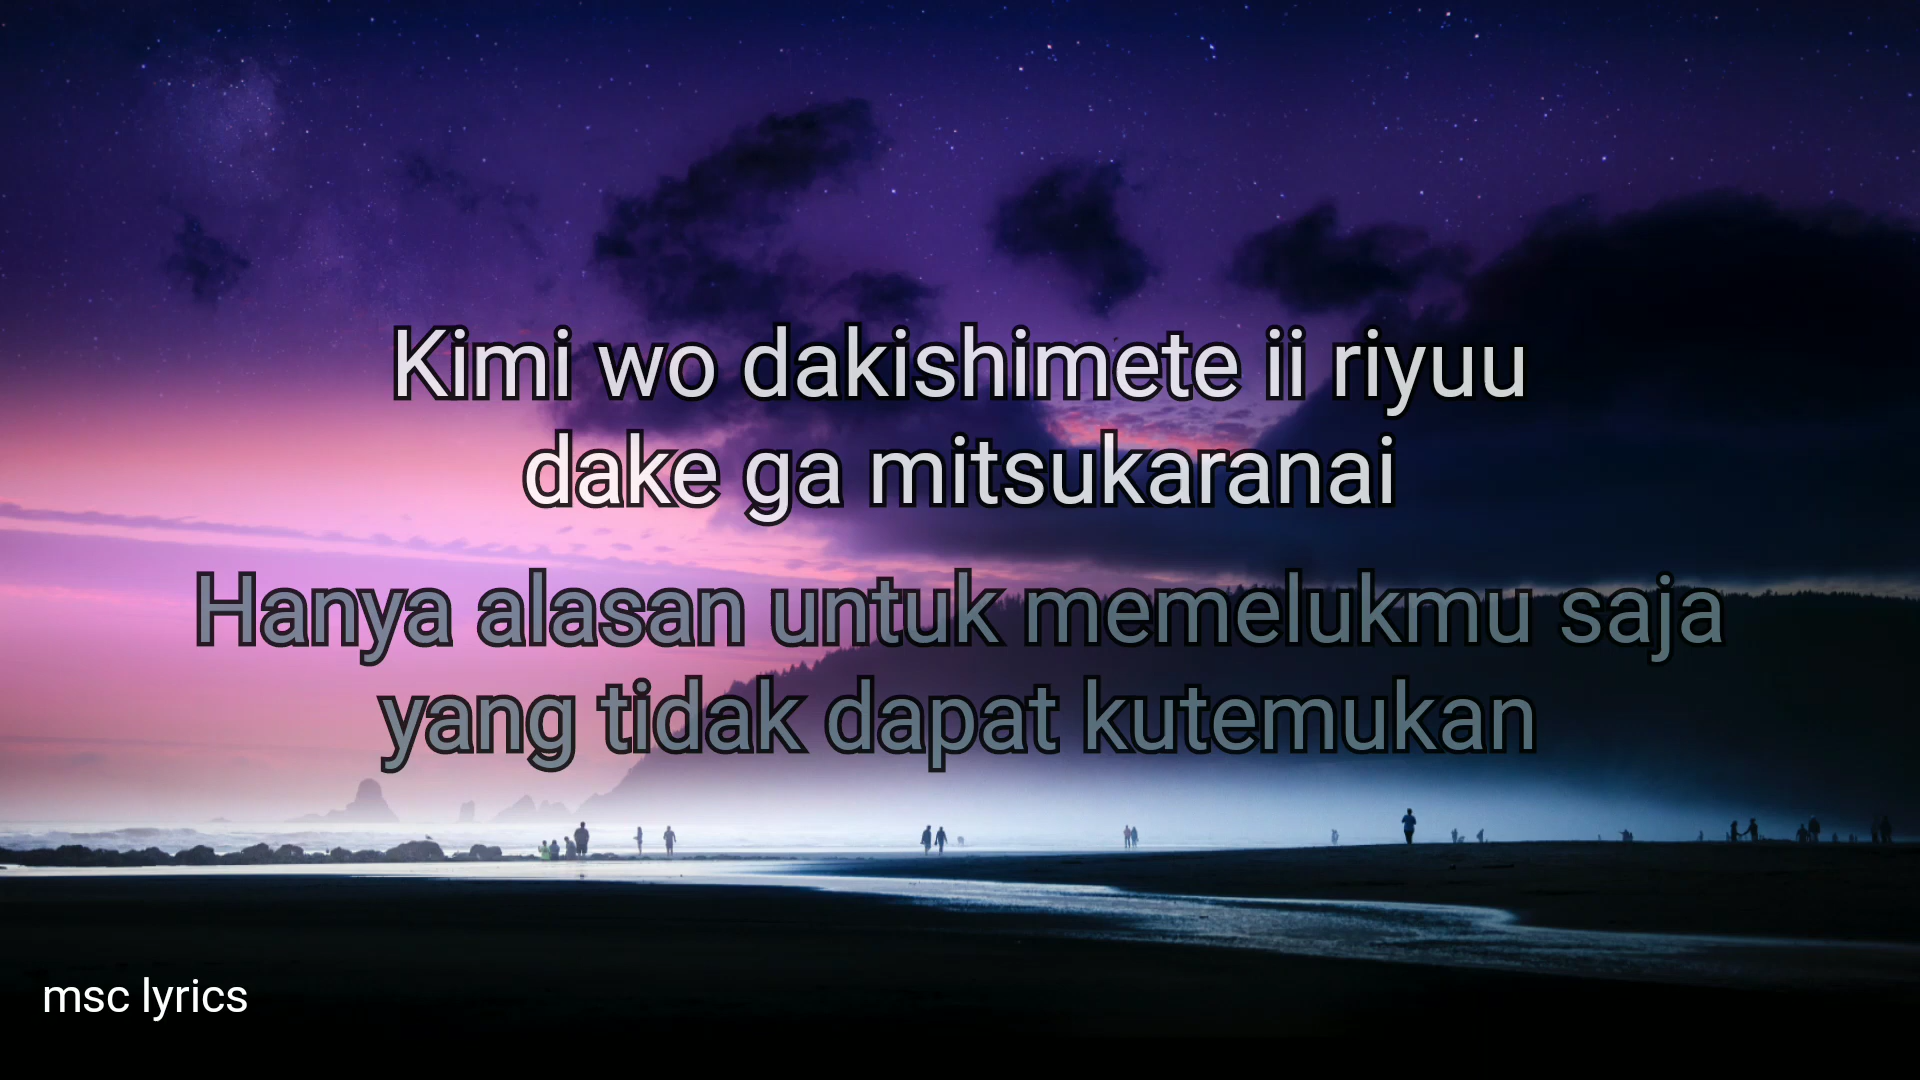 Kimi wo dakishimete ii riyuu
dake ga mitsukaranai
Hanya alasan untuk memelukmu saja
yang tidak dapat kutemukan
msc lyrics